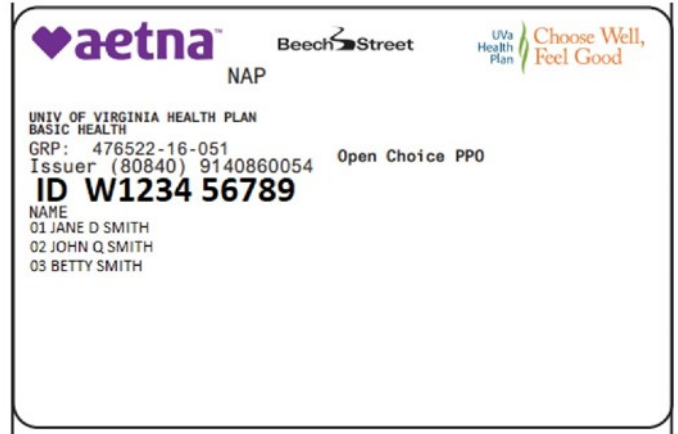 aetna™
Beech Street
UVa Health Plan
Choose Well, Feel Good
NAP
UNIV OF VIRGINIA HEALTH PLAN
BASIC HEALTH
GRP: 476522-16-051
Open Choice PPO
Issuer (80840) 9140860054
ID W1234 56789
NAME
01 JANE D SMITH
02 JOHN Q SMITH
03 BETTY SMITH